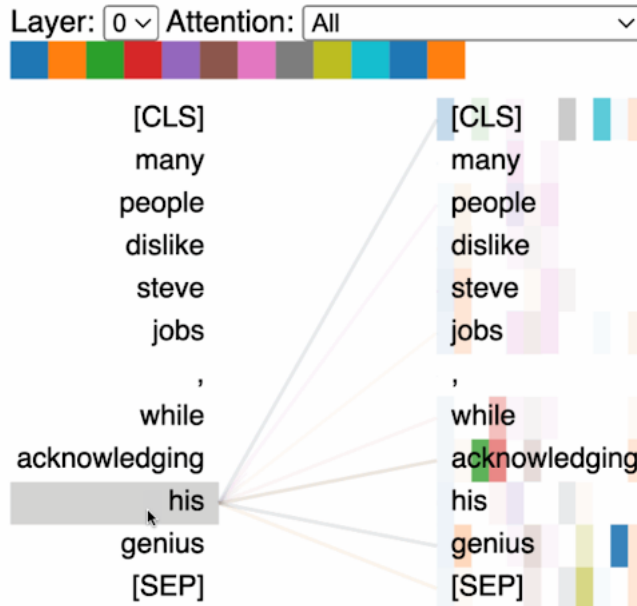 Layer: 0 Attention: All
[CLS] [CLS]
many many
people people
dislike dislike
steve steve
jobs jobs
, ,
while while
acknowledging acknowledging
his his
genius genius
[SEP] [SEP]